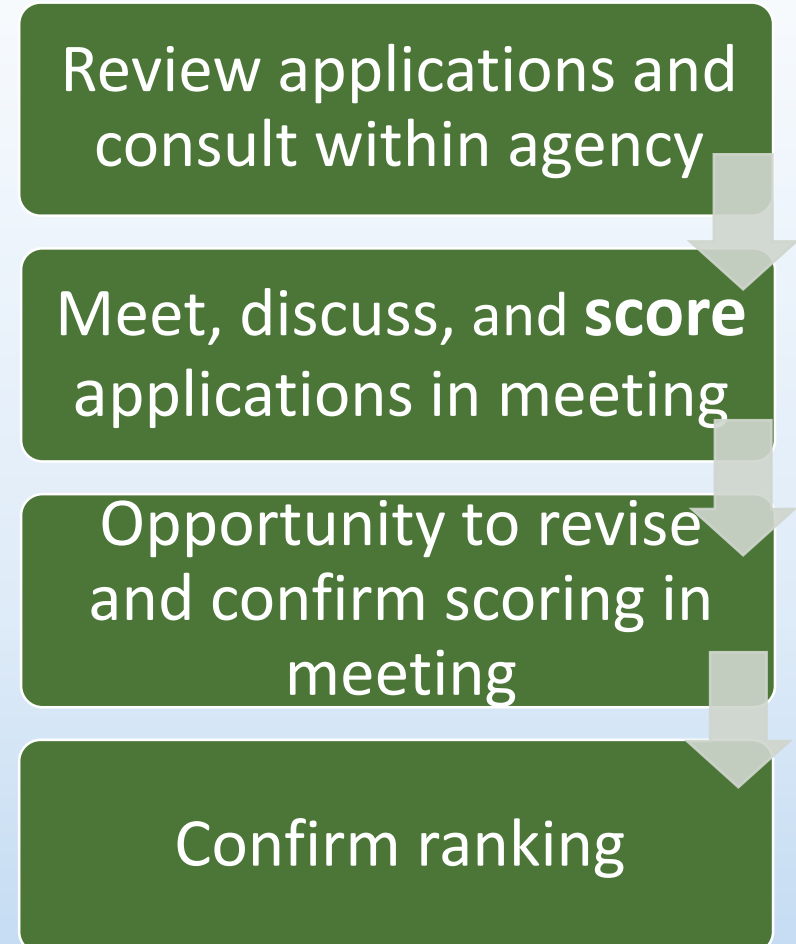 Review applications and
consult within agency
Meet, discuss, and score
applications in meeting
Opportunity to revise
and confirm scoring in
meeting
Confirm ranking